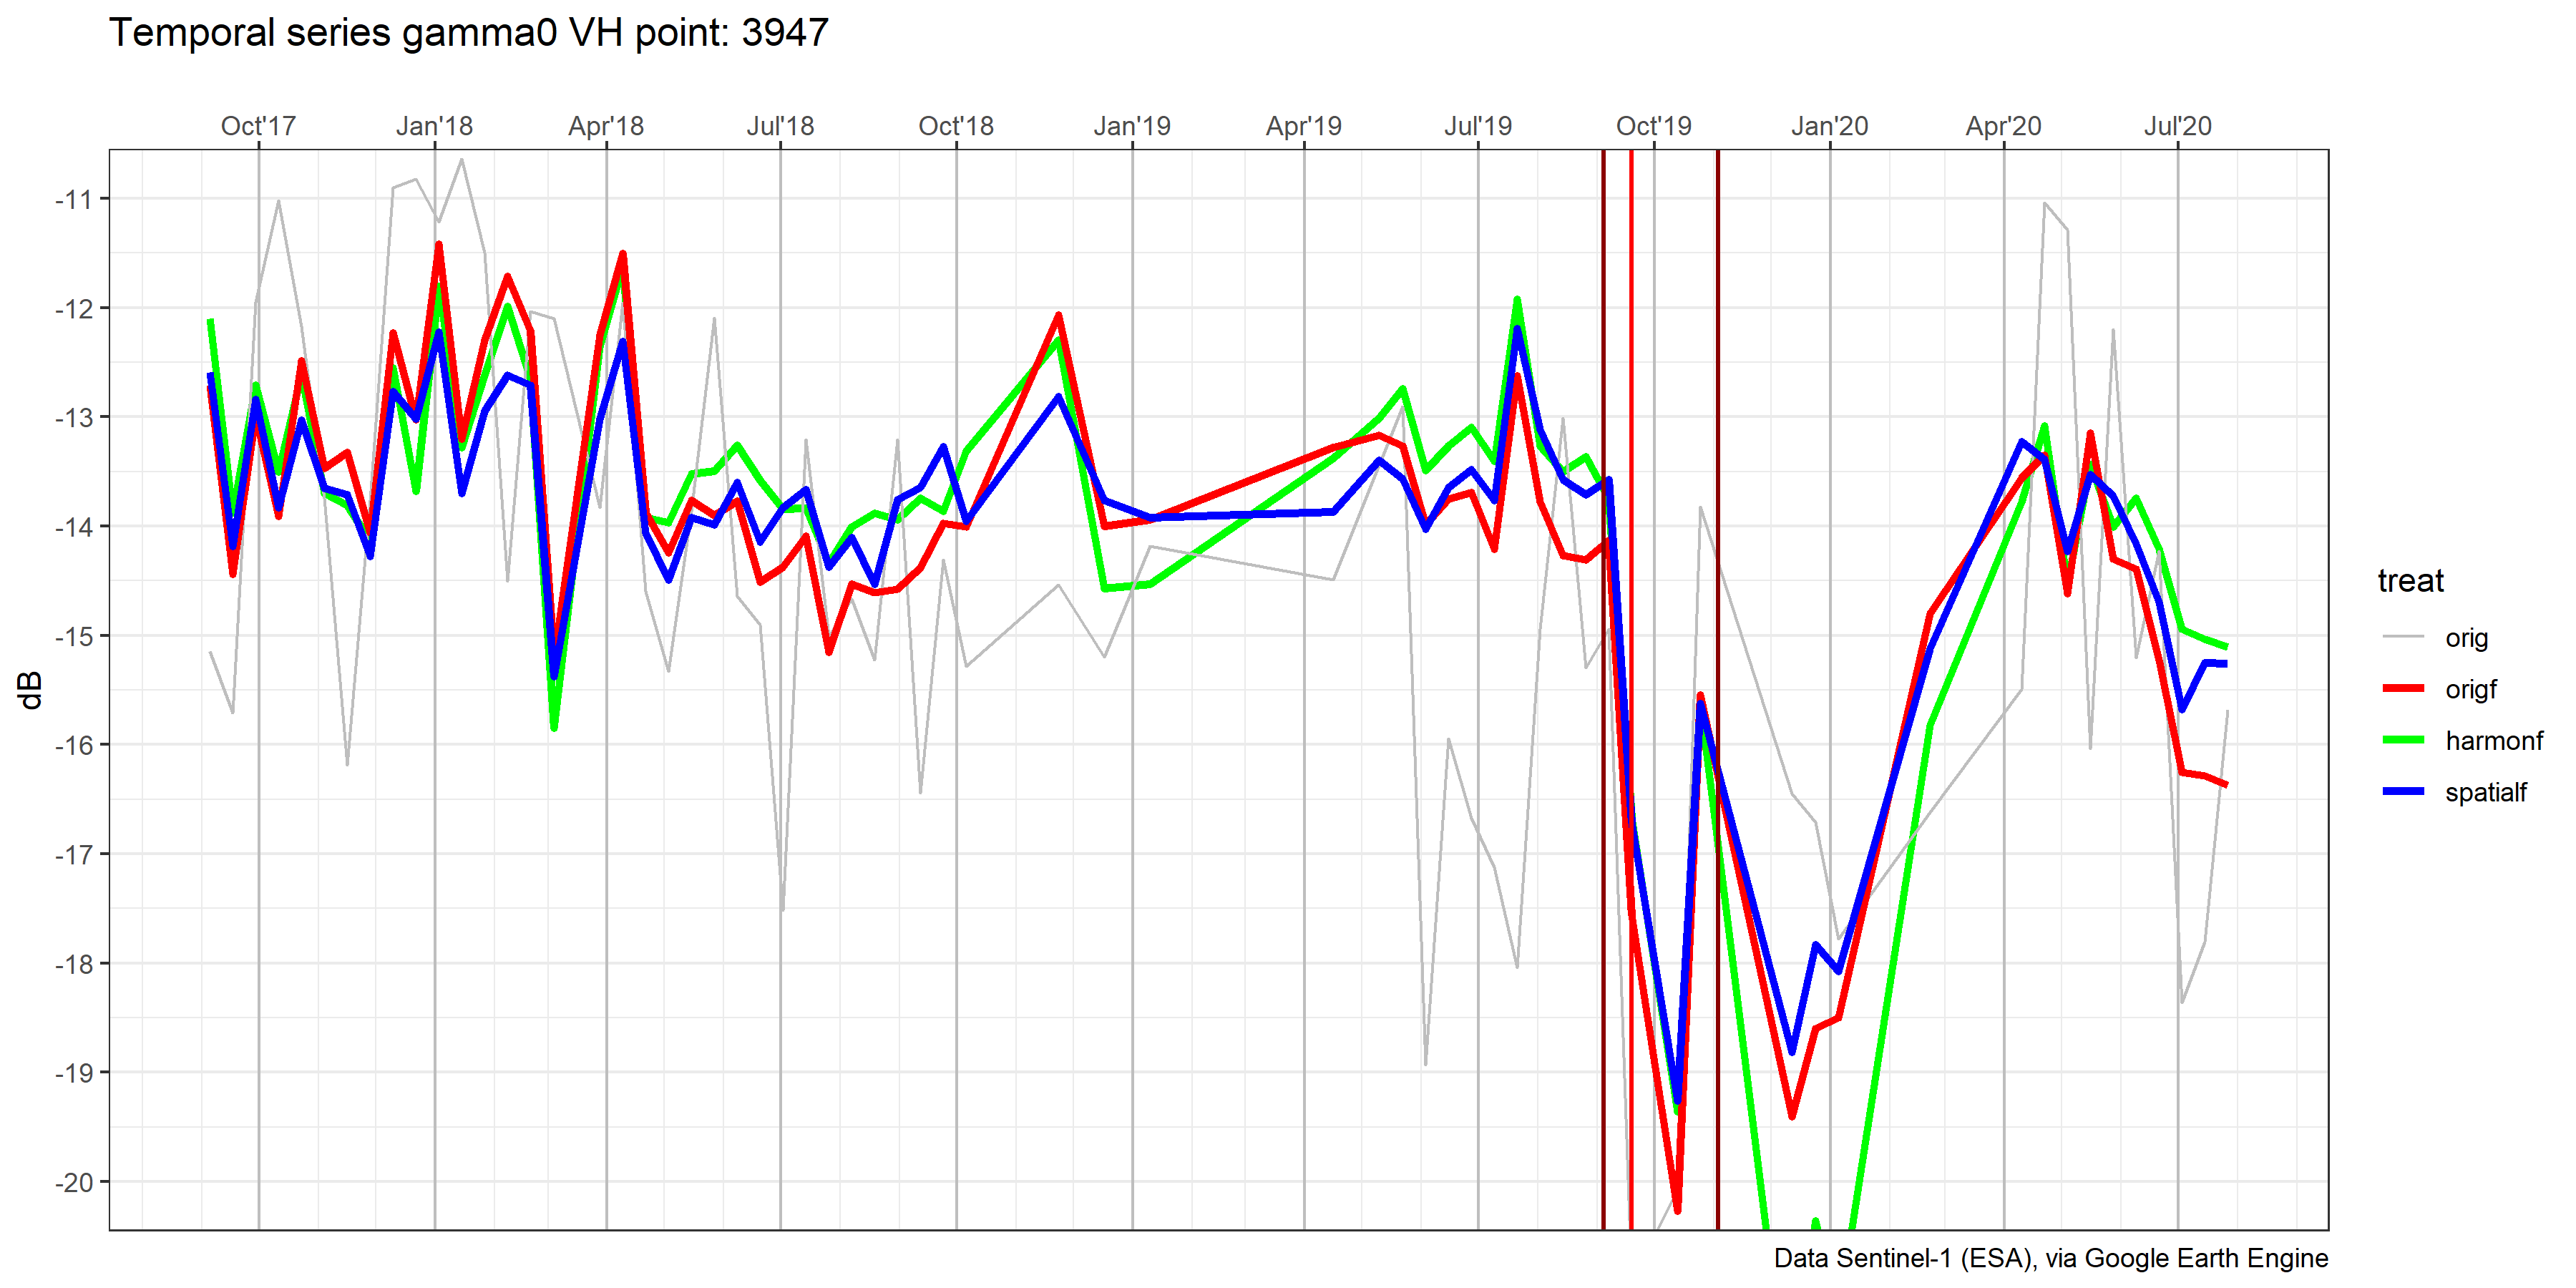 Temporal series gamma0 VH point: 3947
Oct'17 Jan'18 Apr'18 Jul'18 Oct'18 Jan'19 Apr'19 Jul'19 Oct'19 Jan'20 Apr'20 Jul'20
-11
-12
-13
-14
-15
-16
-17
-18
-19
-20
dB
treat
orig
origf
harmonf
spatialf
Data Sentinel-1 (ESA), via Google Earth Engine